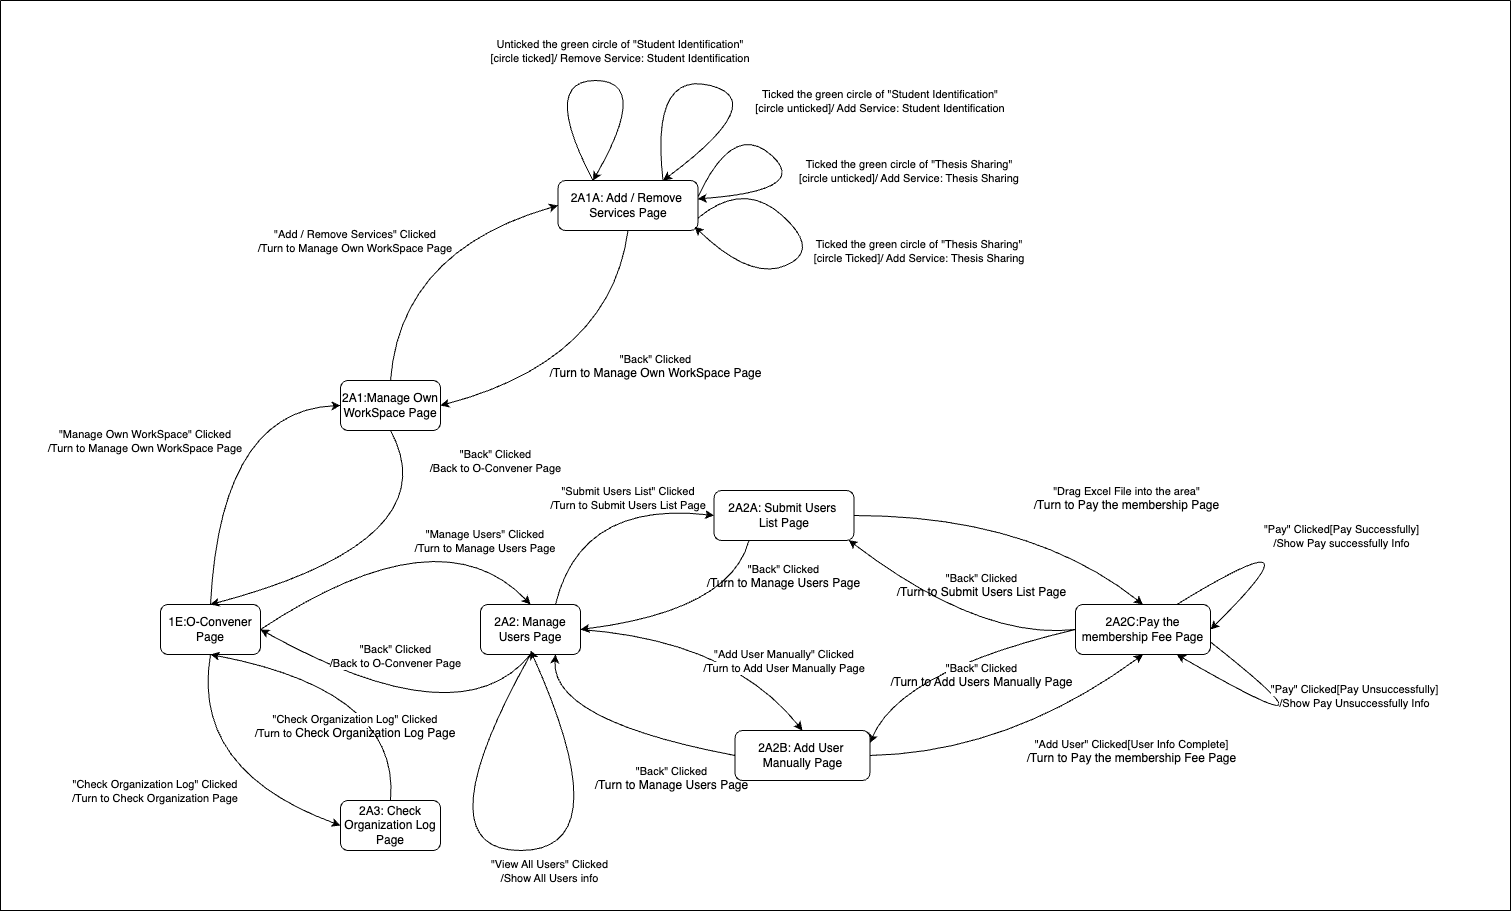 Unticked the green circle of "Student Identification"
[circle ticked]/ Remove Service: Student Identification
Ticked the green circle of "Student Identification"
[circle unticked]/ Add Service: Student Identification
Ticked the green circle of "Thesis Sharing"
[circle unticked]/ Add Service: Thesis Sharing
2A1A: Add / Remove
Services Page
Ticked the green circle of "Thesis Sharing"
[circle Ticked]/ Add Service: Thesis Sharing
"Add / Remove Services" Clicked
/Turn to Manage Own WorkSpace Page
"Back" Clicked
/Turn to Manage Own WorkSpace Page
2A1:Manage Own
WorkSpace Page
"Manage Own WorkSpace" Clicked
/Turn to Manage Own WorkSpace Page
"Back" Clicked
/Back to O-Convener Page
"Submit Users List" Clicked
/Turn to Submit Users List Page
2A2A: Submit Users
List Page
"Drag Excel File into the area"
/Turn to Pay the membership Page
"Pay" Clicked[Pay Successfully]
/Show Pay successfully Info
"Manage Users" Clicked
/Turn to Manage Users Page
"Back" Clicked
/Turn to Manage Users Page
"Back" Clicked
/Turn to Submit Users List Page
1E:O-Convener
Page
2A2: Manage
Users Page
2A2C:Pay the
membership Fee Page
"Back" Clicked
/Back to O-Convener Page
"Add User Manually" Clicked
/Turn to Add User Manually Page
"Back" Clicked
/Turn to Add Users Manually Page
"Pay" Clicked[Pay Unsuccessfully]
/Show Pay Unsuccessfully Info
"Check Organization Log" Clicked
/Turn to Check Organization Log Page
2A2B: Add User
Manually Page
"Add User" Clicked[User Info Complete]
/Turn to Pay the membership Fee Page
"Back" Clicked
/Turn to Manage Users Page
"Check Organization Log" Clicked
/Turn to Check Organization Page
2A3: Check
Organization Log
Page
"View All Users" Clicked
/Show All Users info